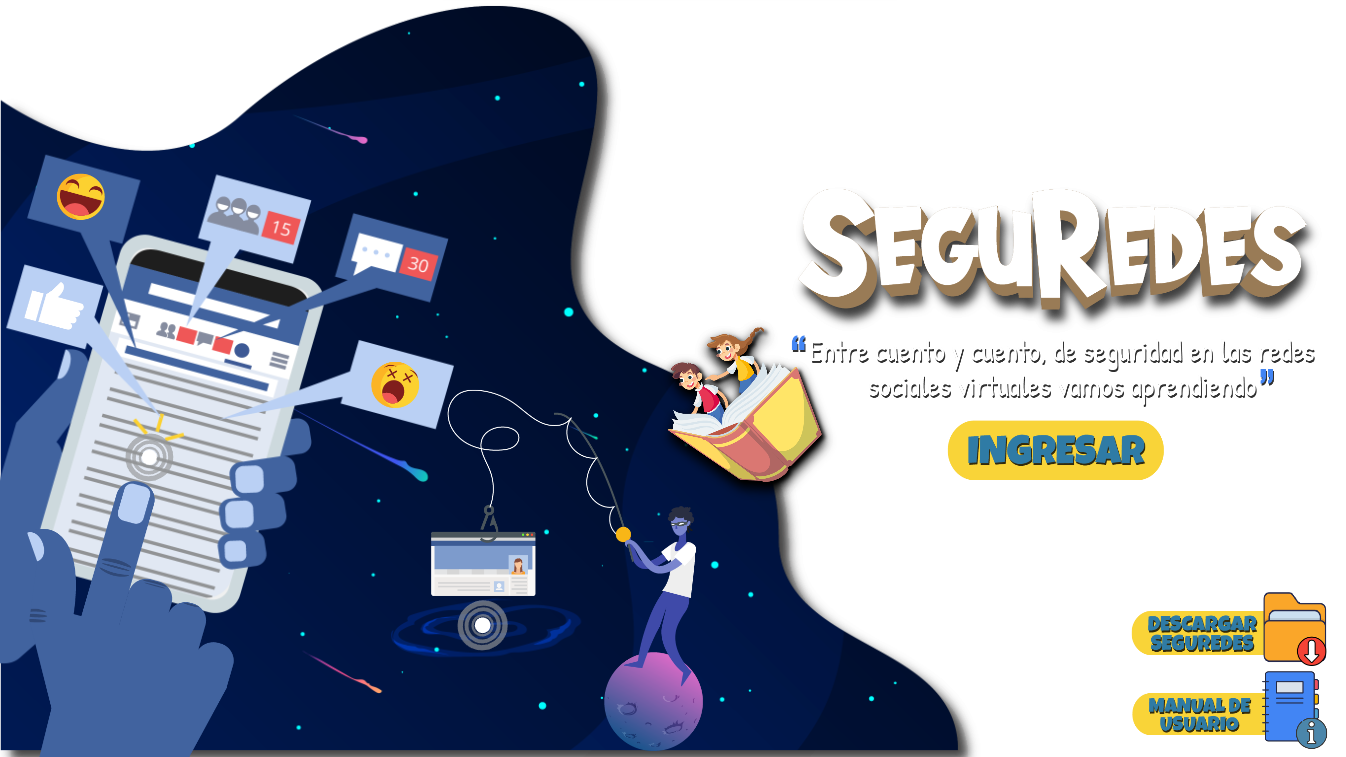 15
30
SEGUREDES
“Entre cuento y cuento, de seguridad en las redes
sociales virtuales vamos aprendiendo”
INGRESAR
DESCARGAR
SEGUREDES
MANUAL DE
USUARIO
i